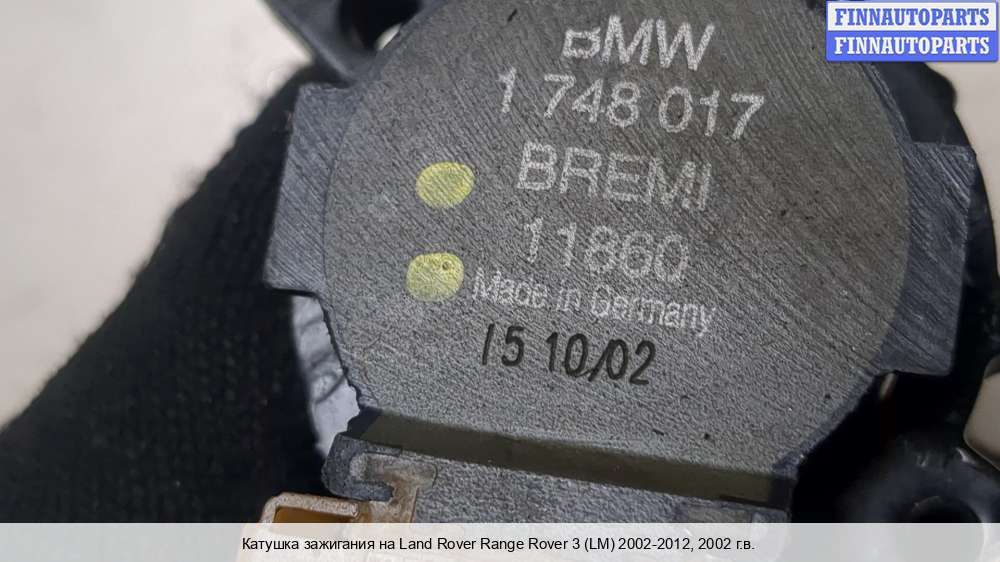 FINNAUTOPARTS
FINNAUTOPARTS
BMW
1 748 017
BREMI
11860
Made in Germany
15 10/02
Катушка зажигания на Land Rover Range Rover 3 (LM) 2002-2012, 2002 г.в.